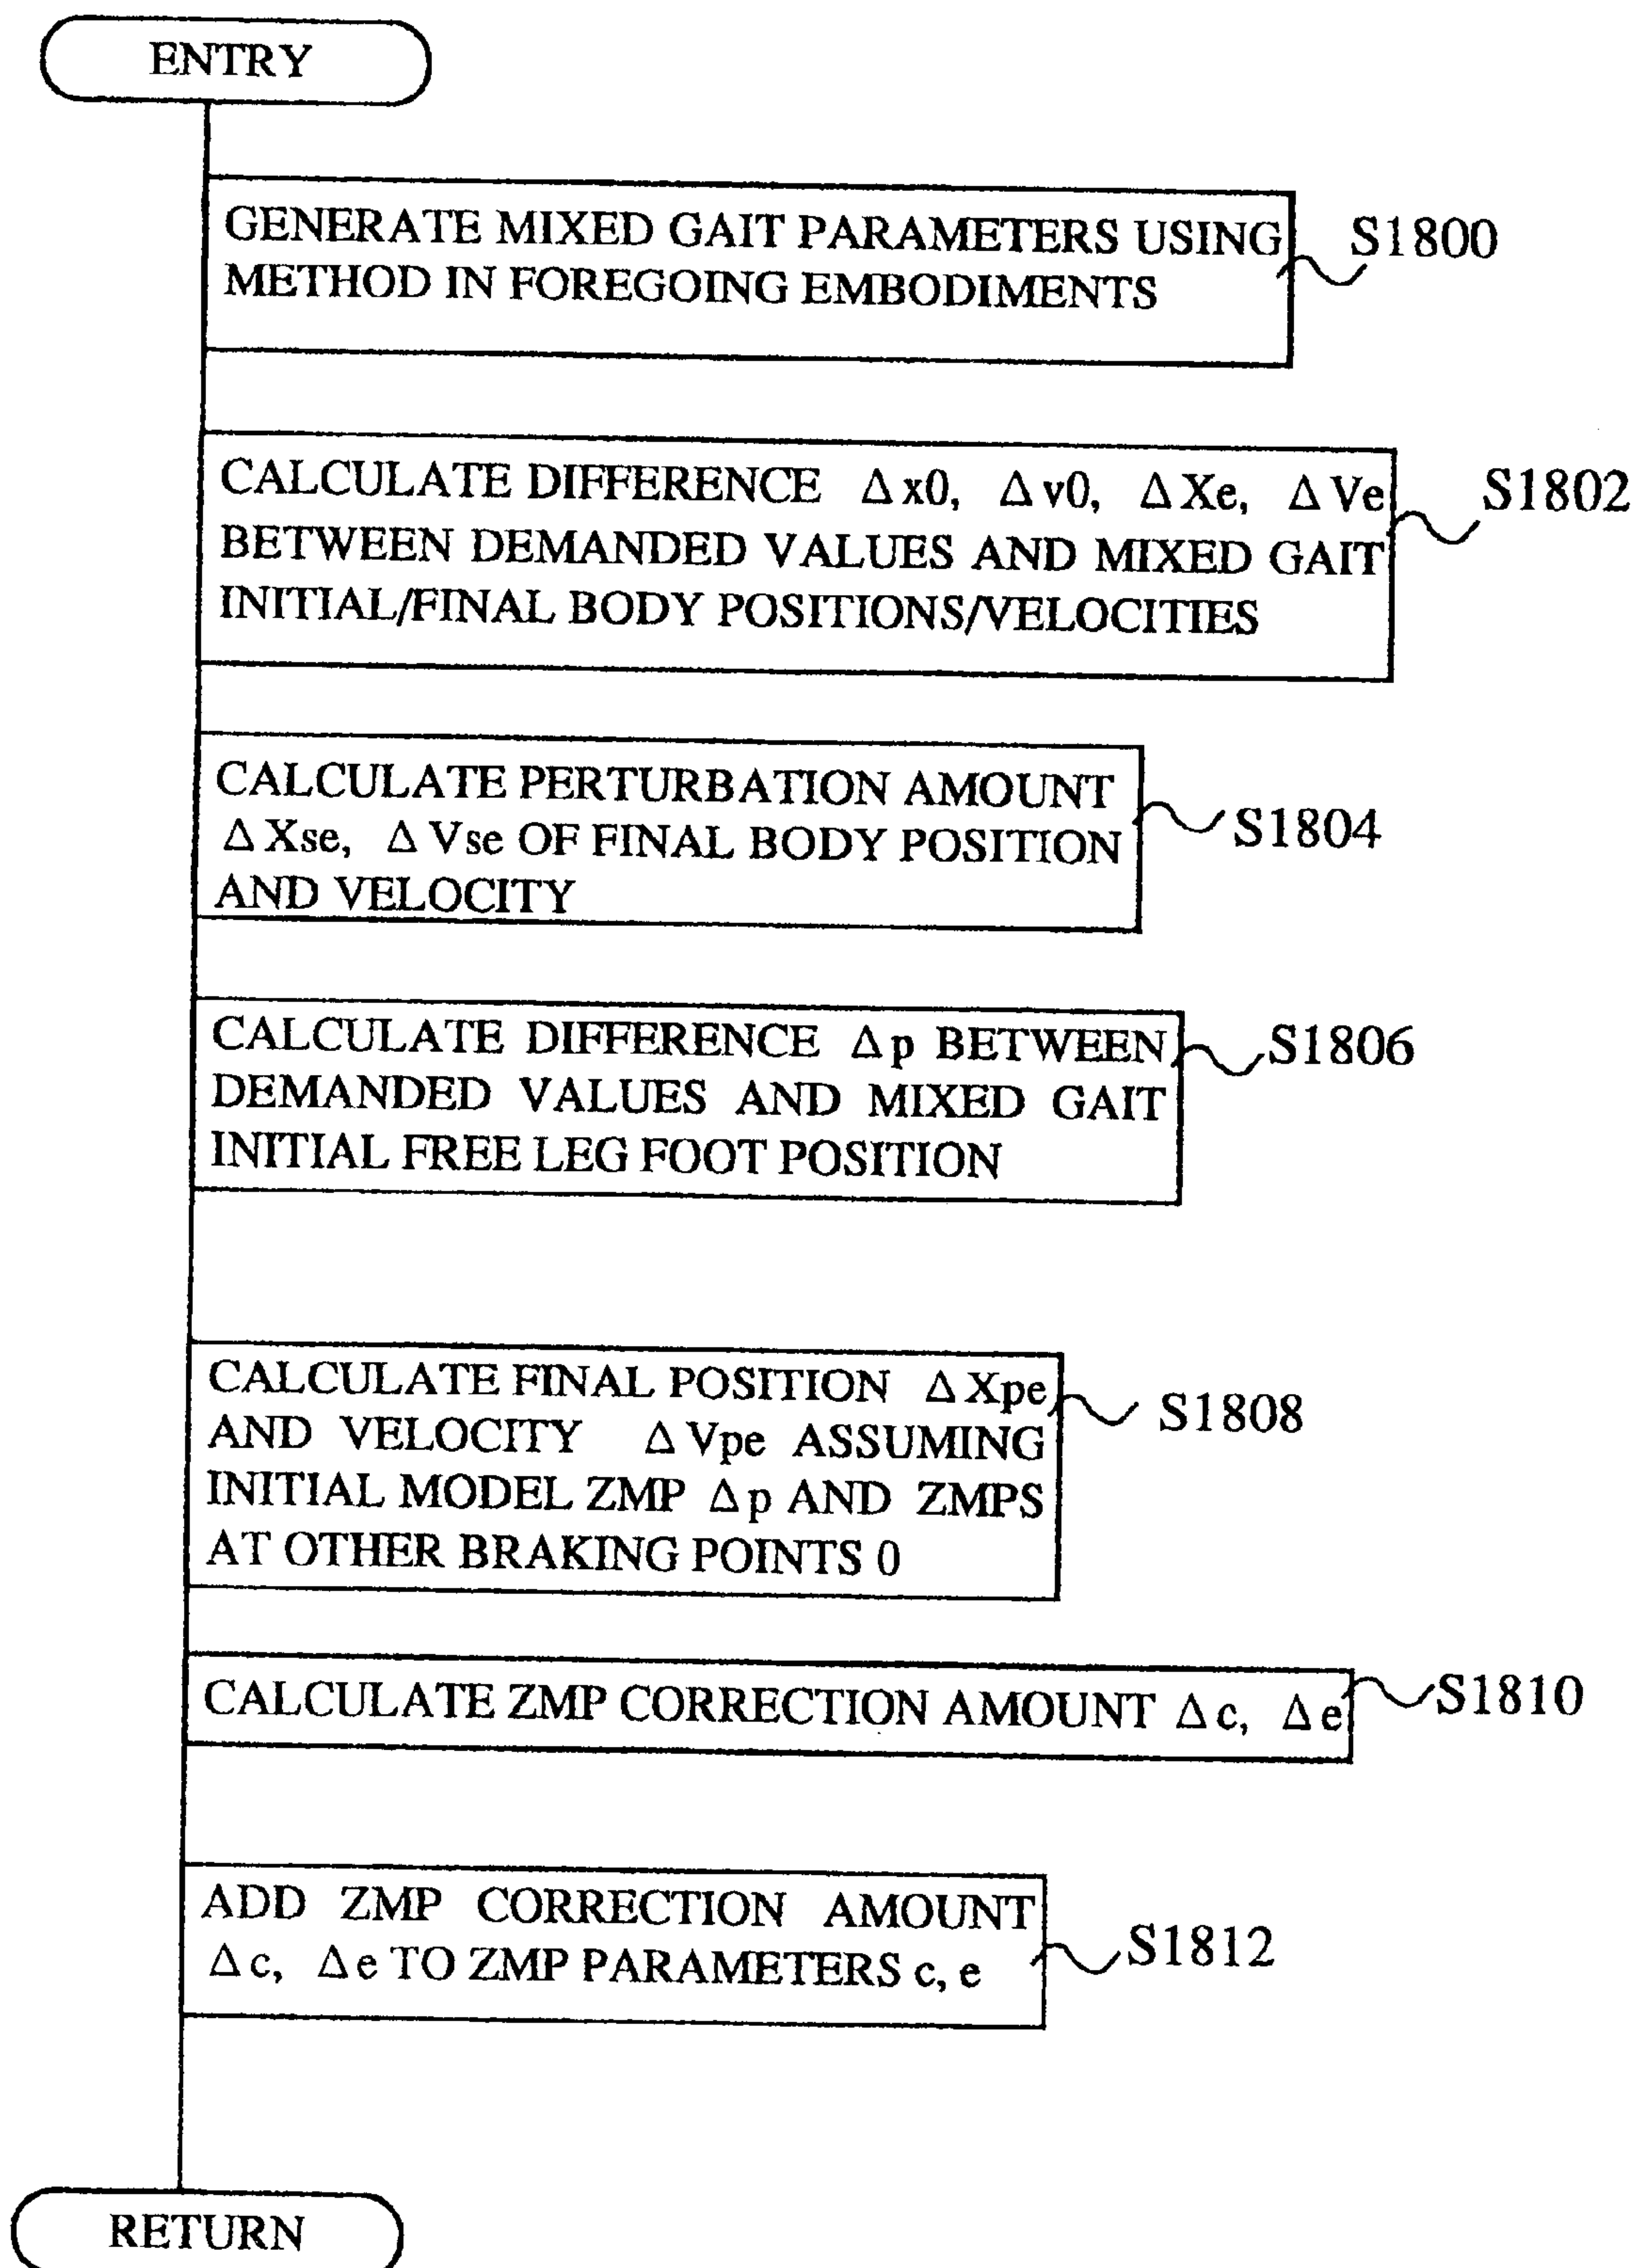 ENTRY
GENERATE MIXED GAIT PARAMETERS USING
METHOD IN FOREGOING EMBODIMENTS
S1800
CALCULATE DIFFERENCE Δx0, Δv0, ΔXe, ΔVe
BETWEEN DEMANDED VALUES AND MIXED GAIT
INITIAL/FINAL BODY POSITIONS/VELOCITIES
S1802
CALCULATE PERTURBATION AMOUNT
ΔXse, ΔVse OF FINAL BODY POSITION
AND VELOCITY
S1804
CALCULATE DIFFERENCE Δp BETWEEN
DEMANDED VALUES AND MIXED GAIT
INITIAL FREE LEG FOOT POSITION
S1806
CALCULATE FINAL POSITION ΔXpe
AND VELOCITY ΔVpe ASSUMING
INITIAL MODEL ZMP Δp AND ZMPS
AT OTHER BRAKING POINTS 0
S1808
CALCULATE ZMP CORRECTION AMOUNT Δc, Δe
S1810
ADD ZMP CORRECTION AMOUNT
Δc, Δe TO ZMP PARAMETERS c, e
S1812
RETURN